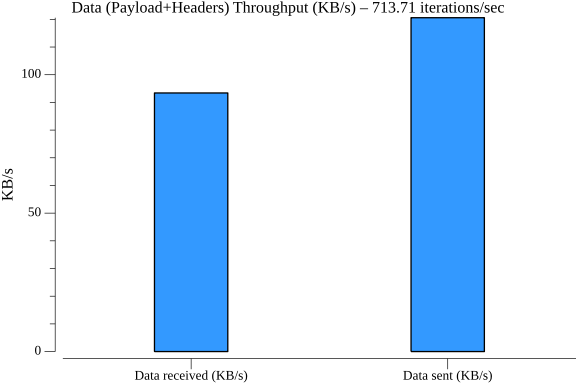 Data (Payload+Headers) Throughput (KB/s) – 713.71 iterations/sec
100
KB/s
50
0
Data received (KB/s) Data sent (KB/s)